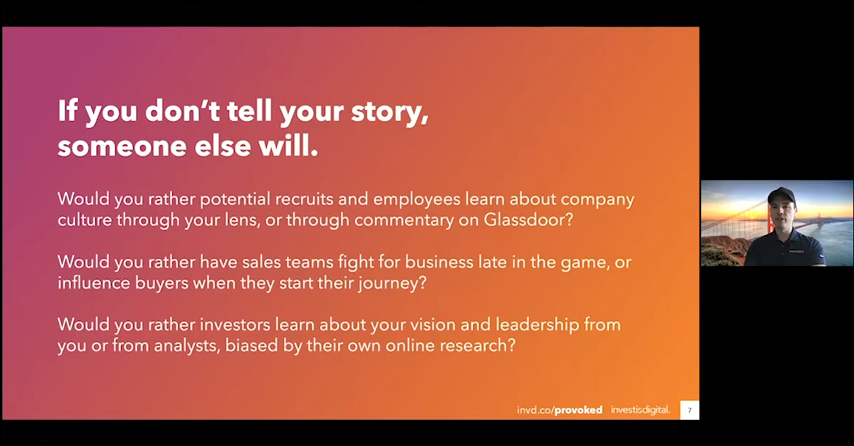 If you don't tell your story,
someone else will.
Would you rather potential recruits and employees learn about company
culture through your lens, or through commentary on Glassdoor?
Would you rather have sales teams fight for business late in the game, or
influence buyers when they start their journey?
Would you rather investors learn about your vision and leadership from
you or from analysts, biased by their own online research?
invd.co/provoked investisdigital. 7